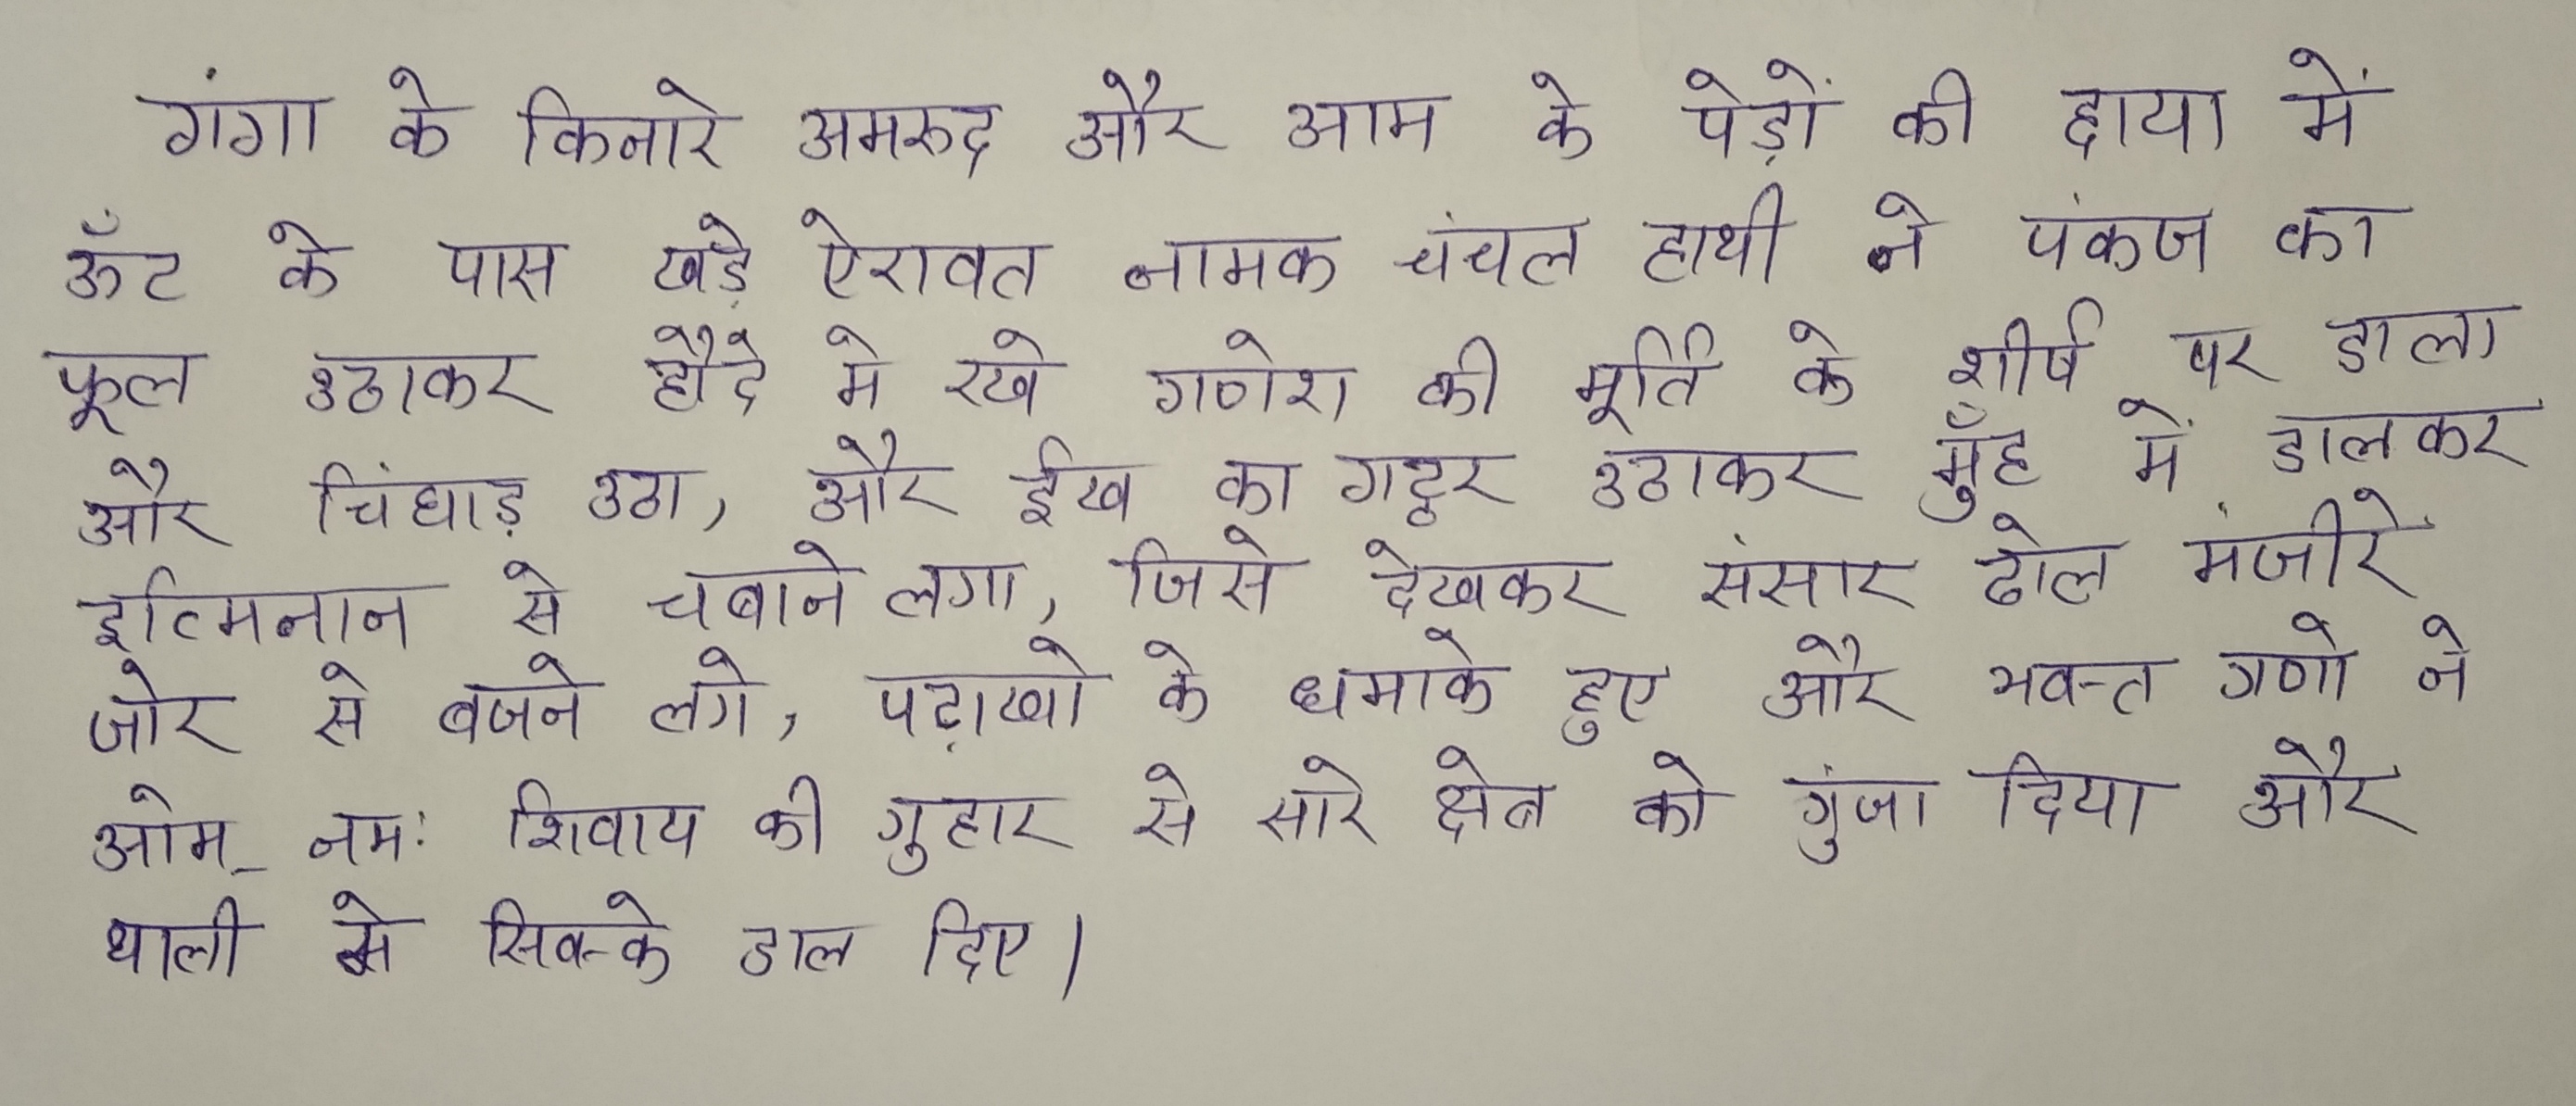 गंगा के किनारे अमरुद और आम के पेड़ों की छाया में
ऊँट के पास खड़े ऐरावत नामक चंचल हाथी ने पंकज का
फूल उठाकर हौदे मे रखे गणेश की मूर्ति के शीर्ष पर डाला
और चिंघाड़ उठा, और ईख का गट्ठर उठाकर मुँह में डालकर
इत्मिनान से चबाने लगा, जिसे देखकर संसार ढोल मंजीरे
जोर से बजने लगे, पटाखो के धमाके हुए और भक्त गणो ने
ओम् नमः शिवाय की गुहार से सारे क्षेत्र को गुंजा दिया और
थाली मे सिक्के डाल दिए।